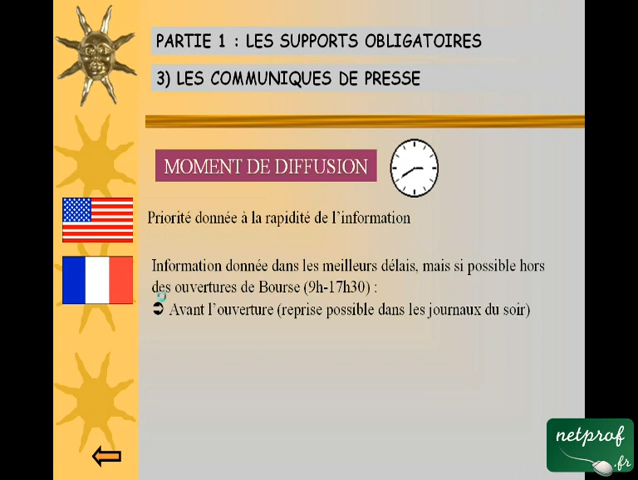 PARTIE 1 : LES SUPPORTS OBLIGATOIRES
3) LES COMMUNIQUES DE PRESSE
MOMENT DE DIFFUSION
Priorité donnée à la rapidité de l'information
Information donnée dans les meilleurs délais, mais si possible hors
des ouvertures de Bourse (9h-17h30) :
➲ Avant l'ouverture (reprise possible dans les journaux du soir)
netprof
.fr